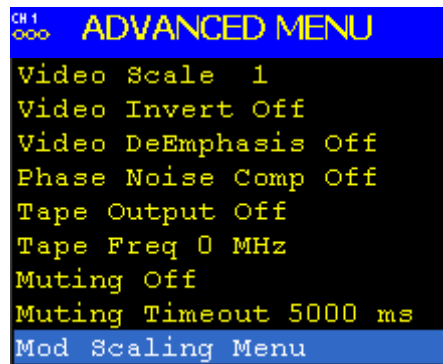 CH 1
ooo ADVANCED MENU
Video Scale 1
Video Invert Off
Video DeEmphasis Off
Phase Noise Comp Off
Tape Output Off
Tape Freq 0 MHz
Muting Off
Muting Timeout 5000 ms
Mod Scaling Menu